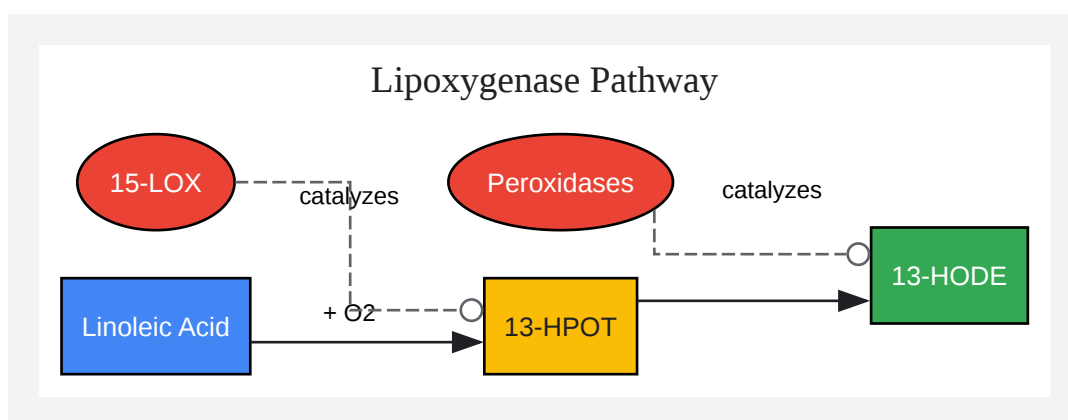 Lipoxygenase Pathway
15-LOX
catalyzes
Peroxidases
catalyzes
Linoleic Acid
+ O2
13-HPOT
13-HODE